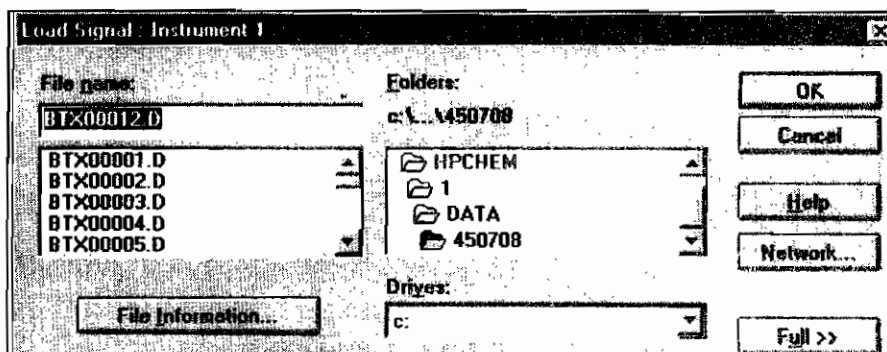 Load Signal : Instrument 1
File name:
BTX00012.D
BTX00001.D
BTX00002.D
BTX00003.D
BTX00004.D
BTX00005.D
File Information...
Folders:
c:\...\450708
HPCHEM
1
DATA
450708
Drives:
c:
OK
Cancel
Help
Network...
Full >>